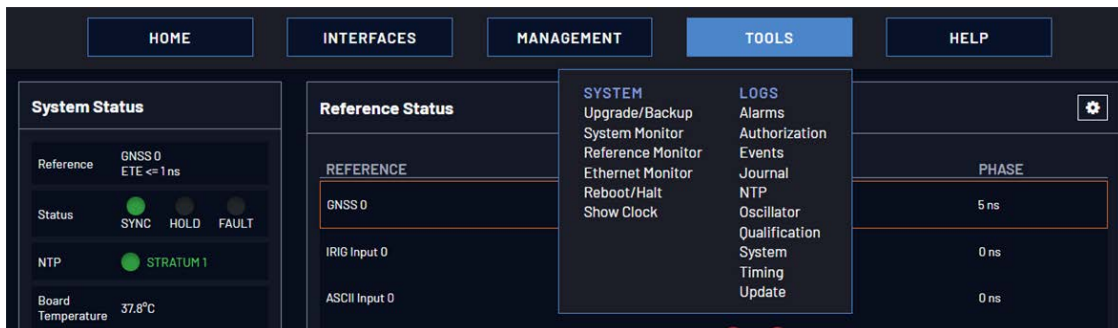 HOME INTERFACES MANAGEMENT TOOLS HELP
System Status
Reference GNSS 0
ETE <= 1 ns
Status
SYNC HOLD FAULT
NTP STRATUM 1
Board
Temperature 37.8°C
Reference Status
REFERENCE PHASE
GNSS 0 5 ns
IRIG Input 0 0 ns
ASCII Input 0 0 ns
SYSTEM
Upgrade/Backup
System Monitor
Reference Monitor
Ethernet Monitor
Reboot/Halt
Show Clock
LOGS
Alarms
Authorization
Events
Journal
NTP
Oscillator
Qualification
System
Timing
Update